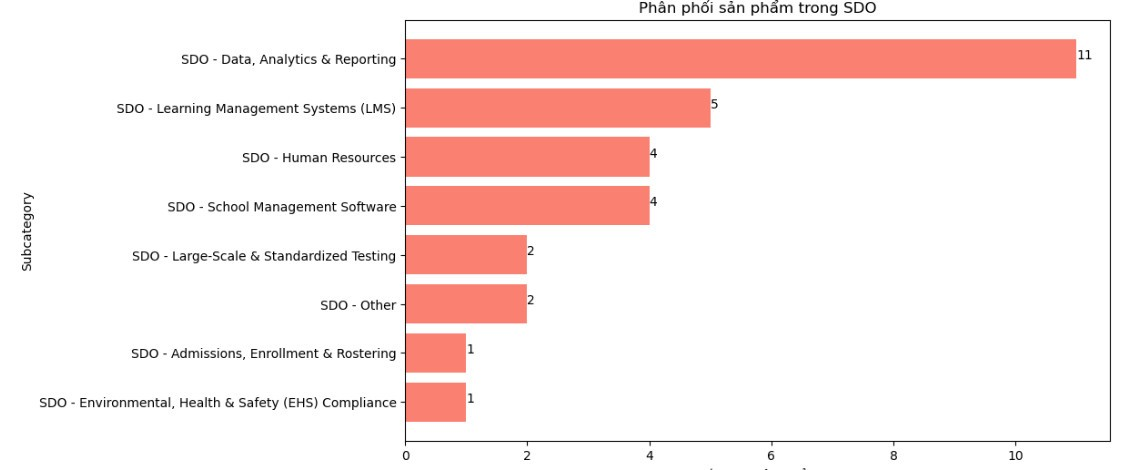 Phân phối sản phẩm trong SDO
SDO - Data, Analytics & Reporting
11
SDO - Learning Management Systems (LMS)
5
SDO - Human Resources
4
SDO - School Management Software
4
SDO - Large-Scale & Standardized Testing
2
SDO - Other
2
SDO - Admissions, Enrollment & Rostering
1
SDO - Environmental, Health & Safety (EHS) Compliance
1
Subcategory
0 2 4 6 8 10